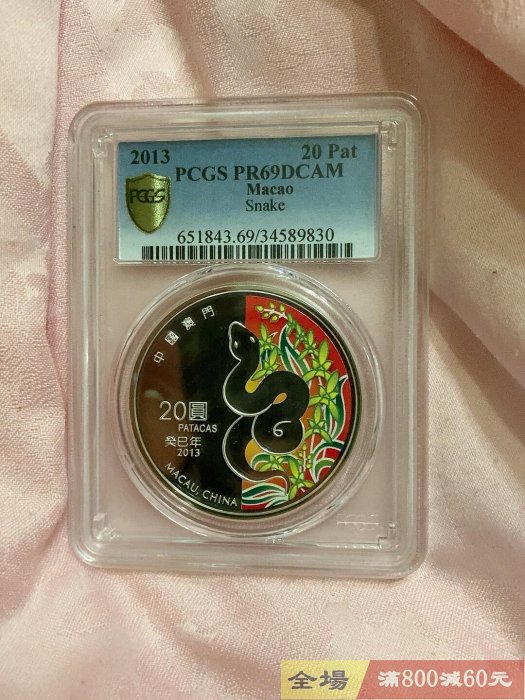 2013 20 Pat
PCGS PR69DCAM
Macao
Snake
PCGS
651843.69/34589830
中國澳門
20圓
PATACAS
癸巳年
2013
MACAU, CHINA
全場 滿800減60元